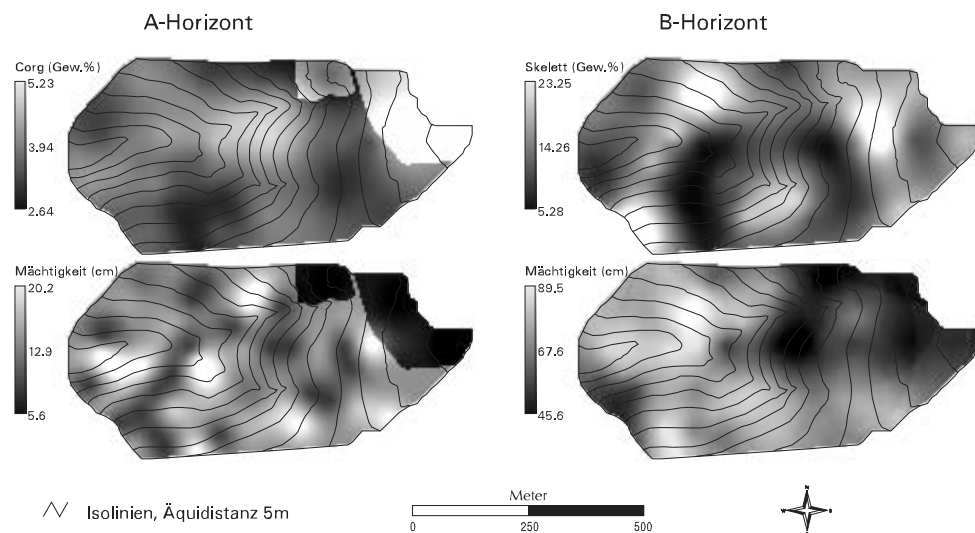 A-Horizont
B-Horizont
Corg (Gew.%)
5.23
3.94
2.64
Skelett (Gew.%)
23.25
14.26
5.28
Mächtigkeit (cm)
20.2
12.9
5.6
Mächtigkeit (cm)
89.5
67.6
45.6
Isolinien, Äquidistanz 5m
Meter
0 250 500
N
W
S